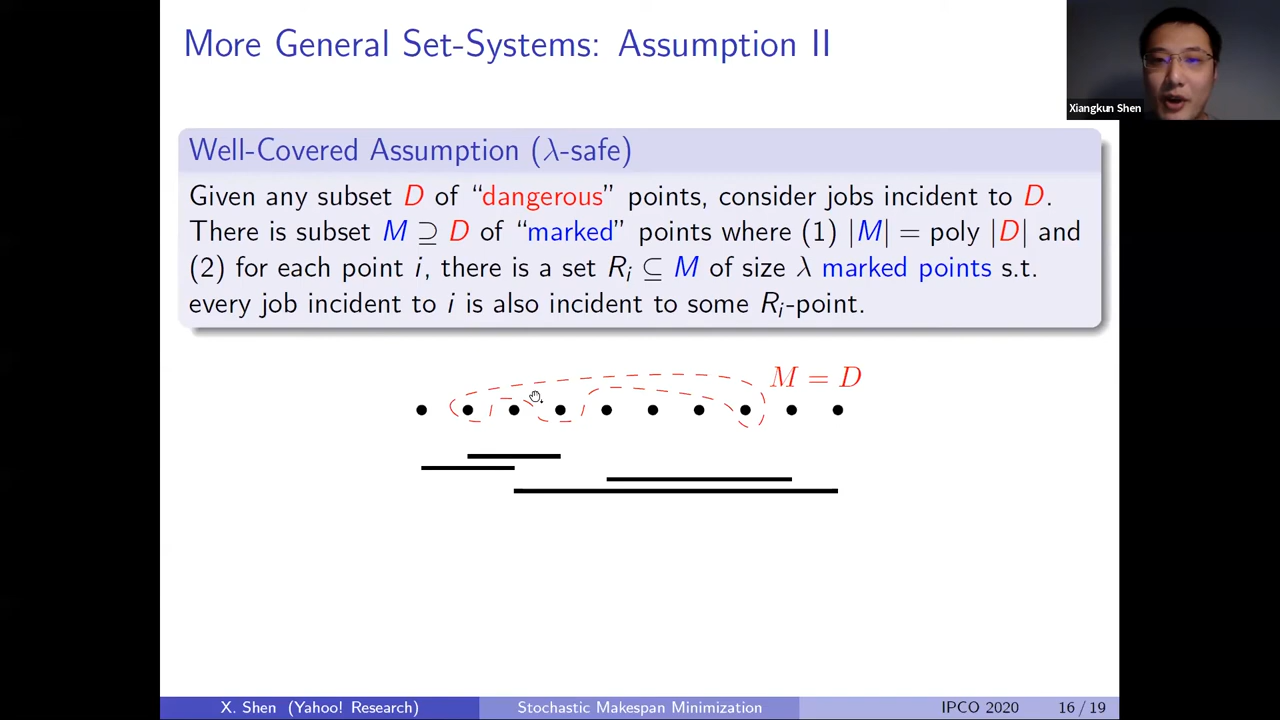 More General Set-Systems: Assumption II
Xiangkun Shen
Well-Covered Assumption (λ-safe)
Given any subset D of “dangerous” points, consider jobs incident to D.
There is subset M ⊇ D of “marked” points where (1) |M| = poly |D| and
(2) for each point i, there is a set Rᵢ ⊆ M of size λ marked points s.t.
every job incident to i is also incident to some Rᵢ-point.
M = D
X. Shen (Yahoo! Research) Stochastic Makespan Minimization IPCO 2020 16 / 19